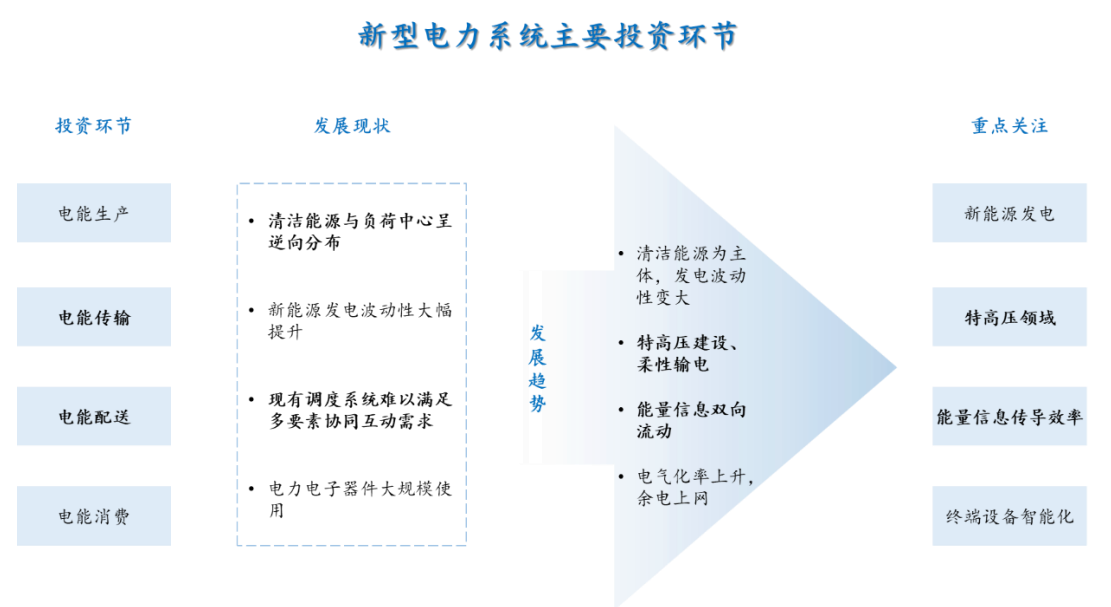 新型电力系统主要投资环节
投资环节
发展现状
重点关注
电能生产
电能传输
电能配送
电能消费
• 清洁能源与负荷中心呈
逆向分布
• 新能源发电波动性大幅
提升
• 现有调度系统难以满足
多要素协同互动需求
• 电力电子器件大规模使
用
发
展
趋
势
• 清洁能源为主
体，发电波动
性变大
• 特高压建设、
柔性输电
• 能量信息双向
流动
• 电气化率上升，
余电上网
新能源发电
特高压领域
能量信息传导效率
终端设备智能化